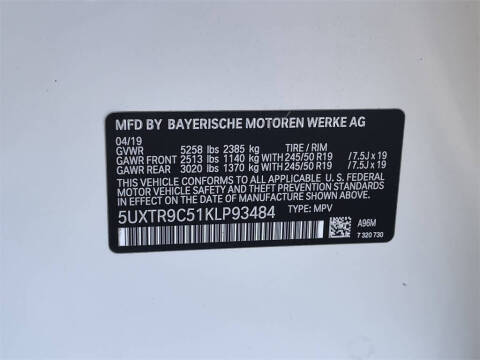 MFD BY BAYERISCHE MOTOREN WERKE AG
04/19
GVWR 5258 lbs 2385 kg TIRE / RIM
GAWR FRONT 2513 lbs 1140 kg WITH 245/50 R19 / 7.5J x 19
GAWR REAR 3020 lbs 1370 kg WITH 245/50 R19 / 7.5J x 19
THIS VEHICLE CONFORMS TO ALL APPLICABLE U. S. FEDERAL
MOTOR VEHICLE SAFETY AND THEFT PREVENTION STANDARDS
IN EFFECT ON THE DATE OF MANUFACTURE SHOWN ABOVE.
5UXTR9C51KLP93484 TYPE: MPV
A96M
7 320 730